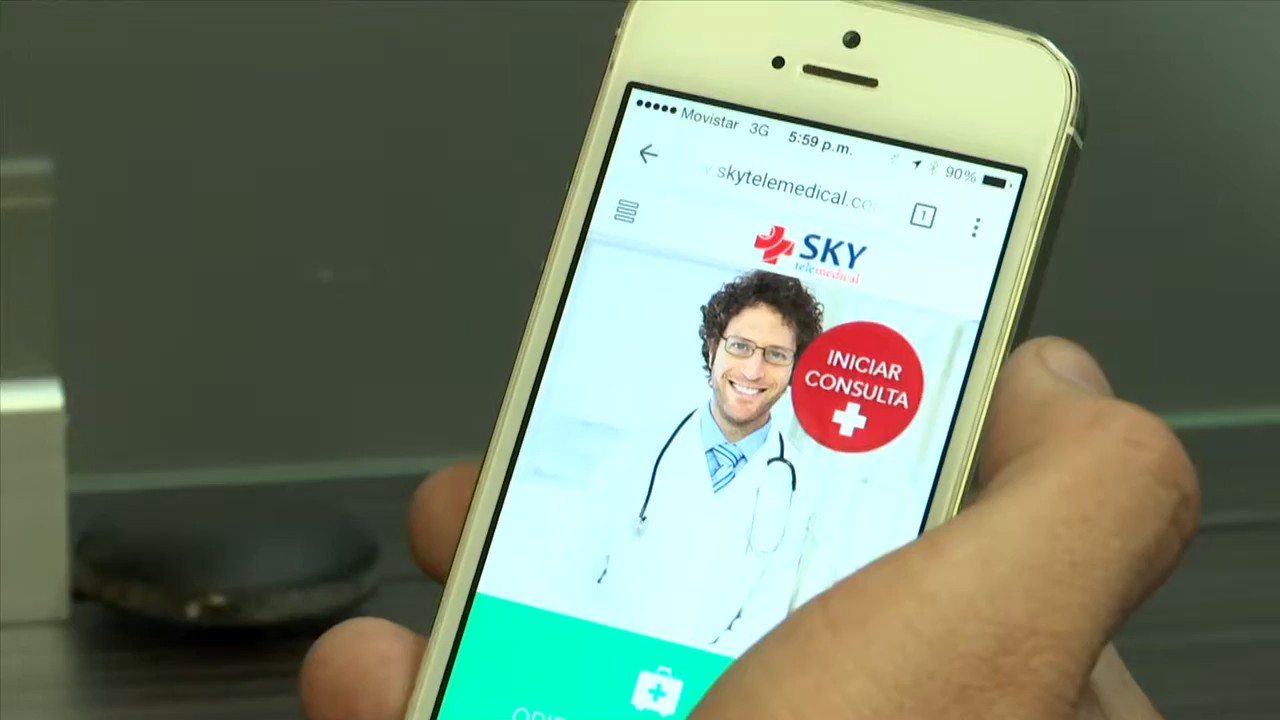 Movistar 3G 5:59 p.m. 90%
.skytelemedical.co
1
SKY
telemedical
INICIAR
CONSULTA